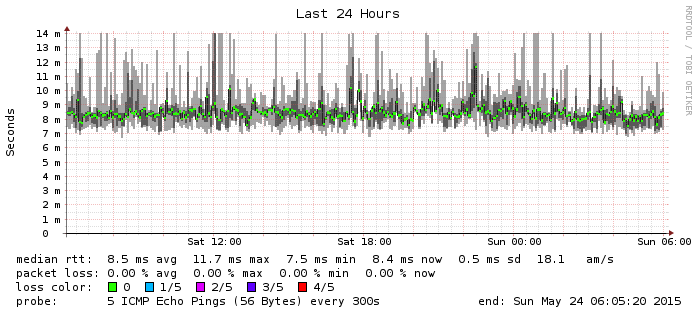 Last 24 Hours
RRDTOOL / TOBI OETIKER
Seconds
14 m
13 m
12 m
11 m
10 m
9 m
8 m
7 m
6 m
5 m
4 m
3 m
2 m
1 m
0
Sat 12:00 Sat 18:00 Sun 00:00 Sun 06:00
median rtt: 8.5 ms avg 11.7 ms max 7.5 ms min 8.4 ms now 0.5 ms sd 18.1 am/s
packet loss: 0.00 % avg 0.00 % max 0.00 % min 0.00 % now
loss color: 0 1/5 2/5 3/5 4/5
probe: 5 ICMP Echo Pings (56 Bytes) every 300s end: Sun May 24 06:05:20 2015